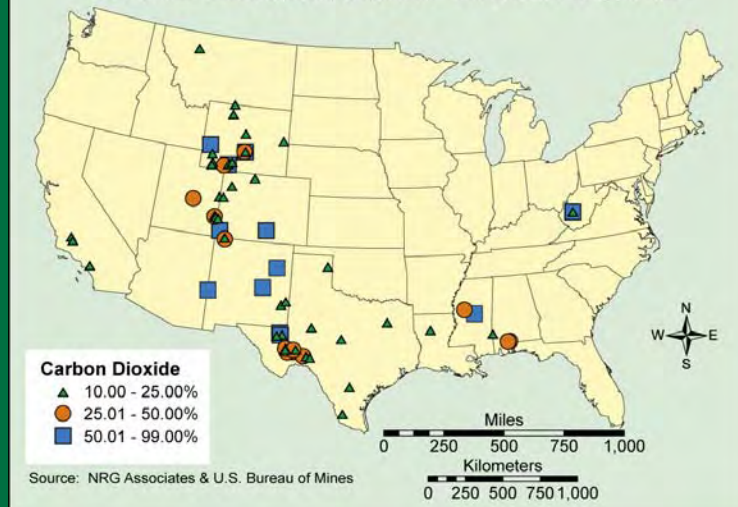 Carbon Dioxide
10.00 - 25.00%
25.01 - 50.00%
50.01 - 99.00%
Source: NRG Associates & U.S. Bureau of Mines
N
W E
S
Miles
0 250 500 750 1,000
Kilometers
0 250 500 750 1,000